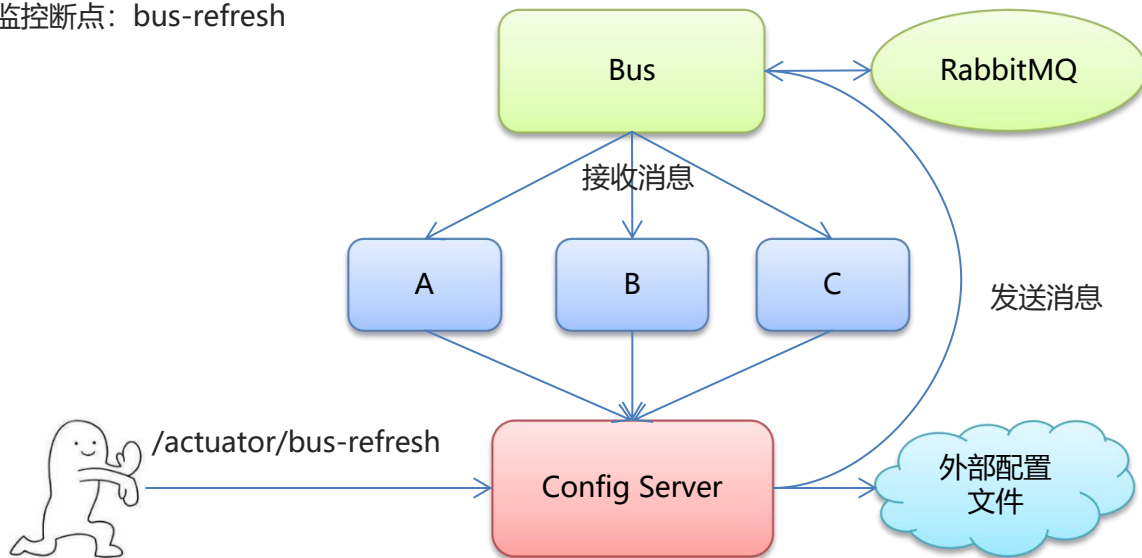 监控断点：bus-refresh
Bus
RabbitMQ
接收消息
A
B
C
发送消息
/actuator/bus-refresh
Config Server
外部配置
文件